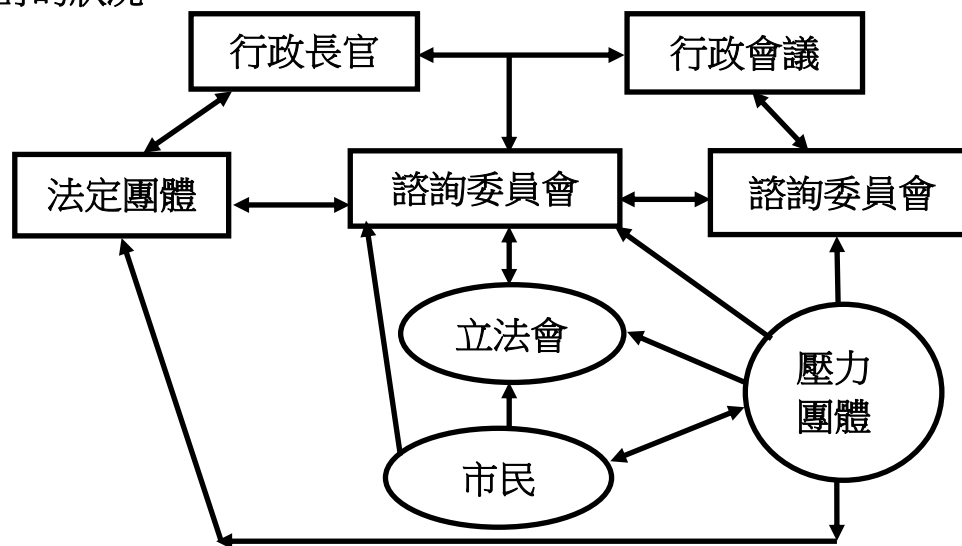 行政長官
行政會議
法定團體
諮詢委員會
諮詢委員會
立法會
壓力
團體
市民